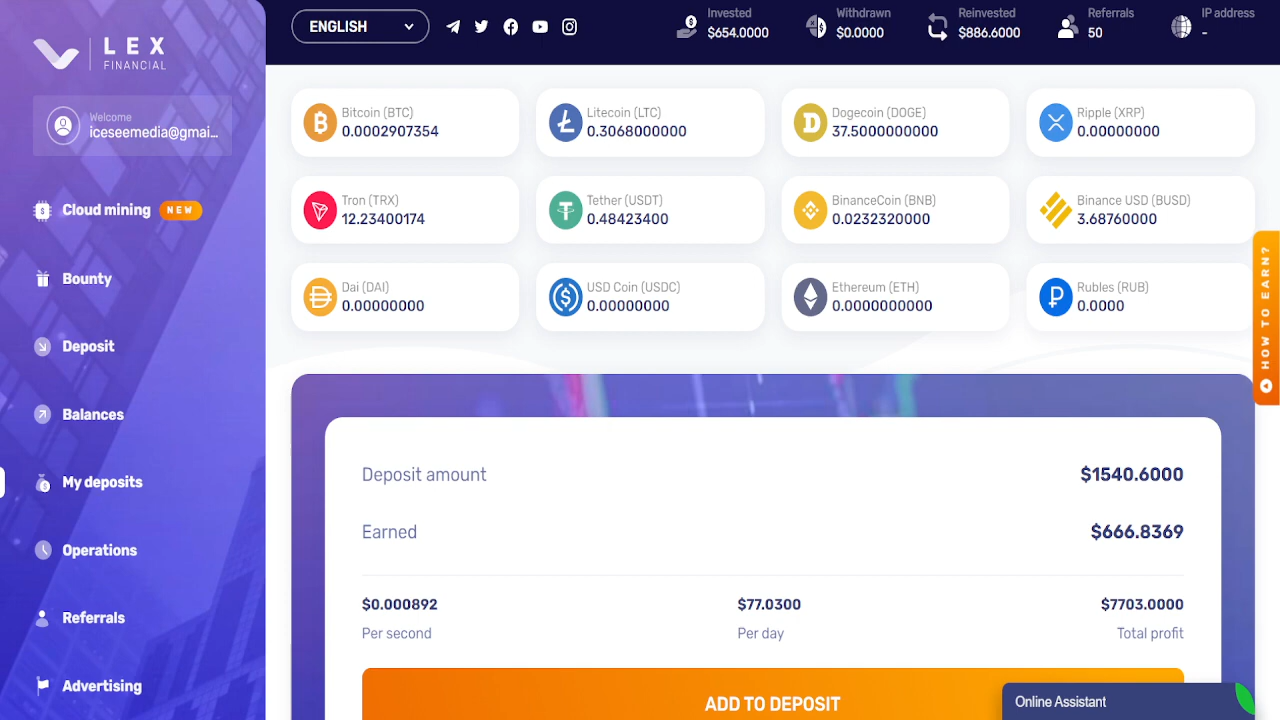 LEX
FINANCIAL
Welcome
iceseemedia@gmai...
Cloud mining NEW
Bounty
Deposit
Balances
My deposits
Operations
Referrals
Advertising
ENGLISH
Invested
$654.0000
Withdrawn
$0.0000
Reinvested
$886.6000
Referrals
50
IP address
-
Bitcoin (BTC)
0.0002907354
Litecoin (LTC)
0.3068000000
Dogecoin (DOGE)
37.5000000000
Ripple (XRP)
0.00000000
Tron (TRX)
12.23400174
Tether (USDT)
0.48423400
BinanceCoin (BNB)
0.0232320000
Binance USD (BUSD)
3.68760000
Dai (DAI)
0.00000000
USD Coin (USDC)
0.00000000
Ethereum (ETH)
0.0000000000
Rubles (RUB)
0.0000
HOW TO EARN?
Deposit amount $1540.6000
Earned $666.8369
$0.000892 $77.0300 $7703.0000
Per second Per day Total profit
ADD TO DEPOSIT
Online Assistant